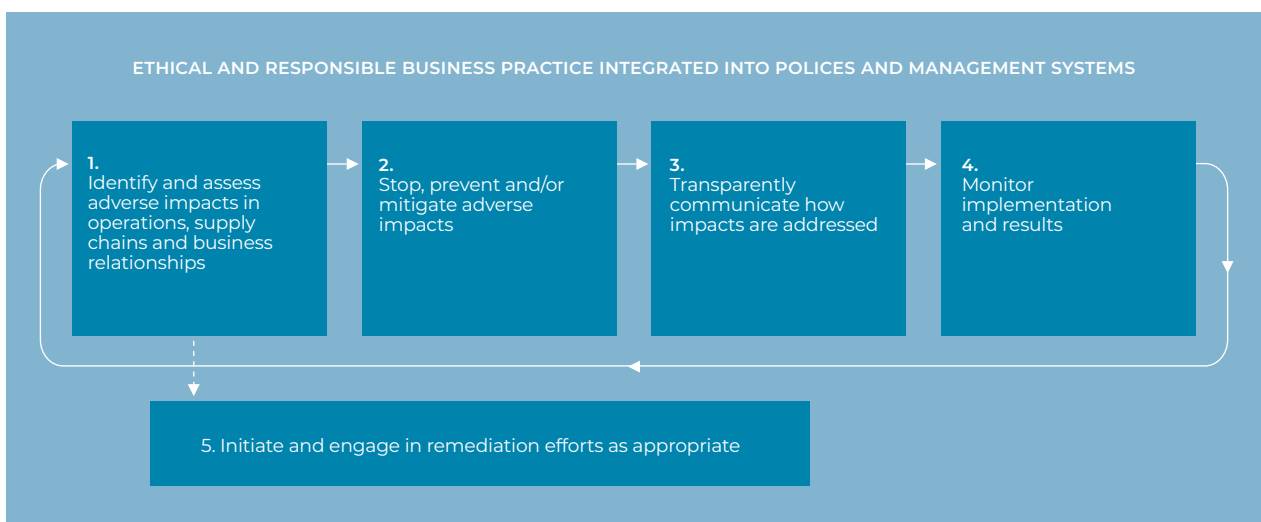 ETHICAL AND RESPONSIBLE BUSINESS PRACTICE INTEGRATED INTO POLICES AND MANAGEMENT SYSTEMS
1.
Identify and assess
adverse impacts in
operations, supply
chains and business
relationships
2.
Stop, prevent and/or
mitigate adverse
impacts
3.
Transparently
communicate how
impacts are addressed
4.
Monitor
implementation
and results
5. Initiate and engage in remediation efforts as appropriate